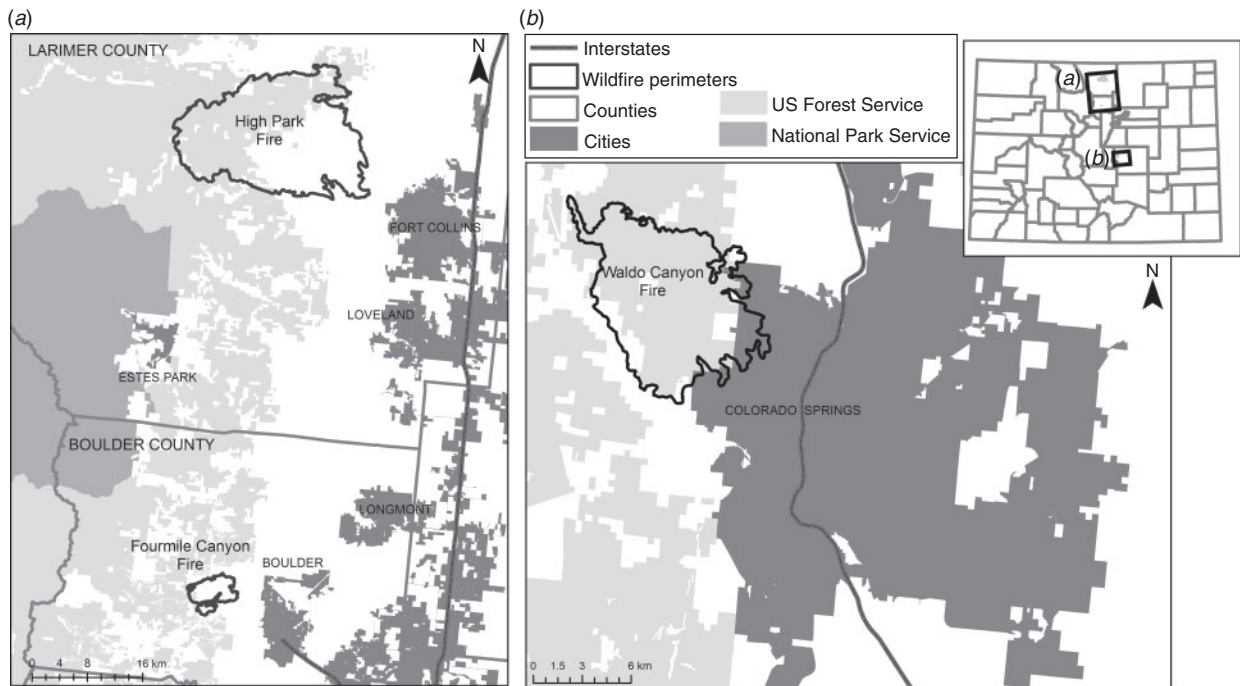 (a)
LARIMER COUNTY
N
High Park
Fire
FORT COLLINS
LOVELAND
ESTES PARK
BOULDER COUNTY
LONGMONT
Fourmile Canyon
Fire
BOULDER
0 4 8 16 km
(b)
Interstates
Wildfire perimeters
Counties
Cities
US Forest Service
National Park Service
(a)
(b)
N
Waldo Canyon
Fire
COLORADO SPRINGS
0 1.5 3 6 km